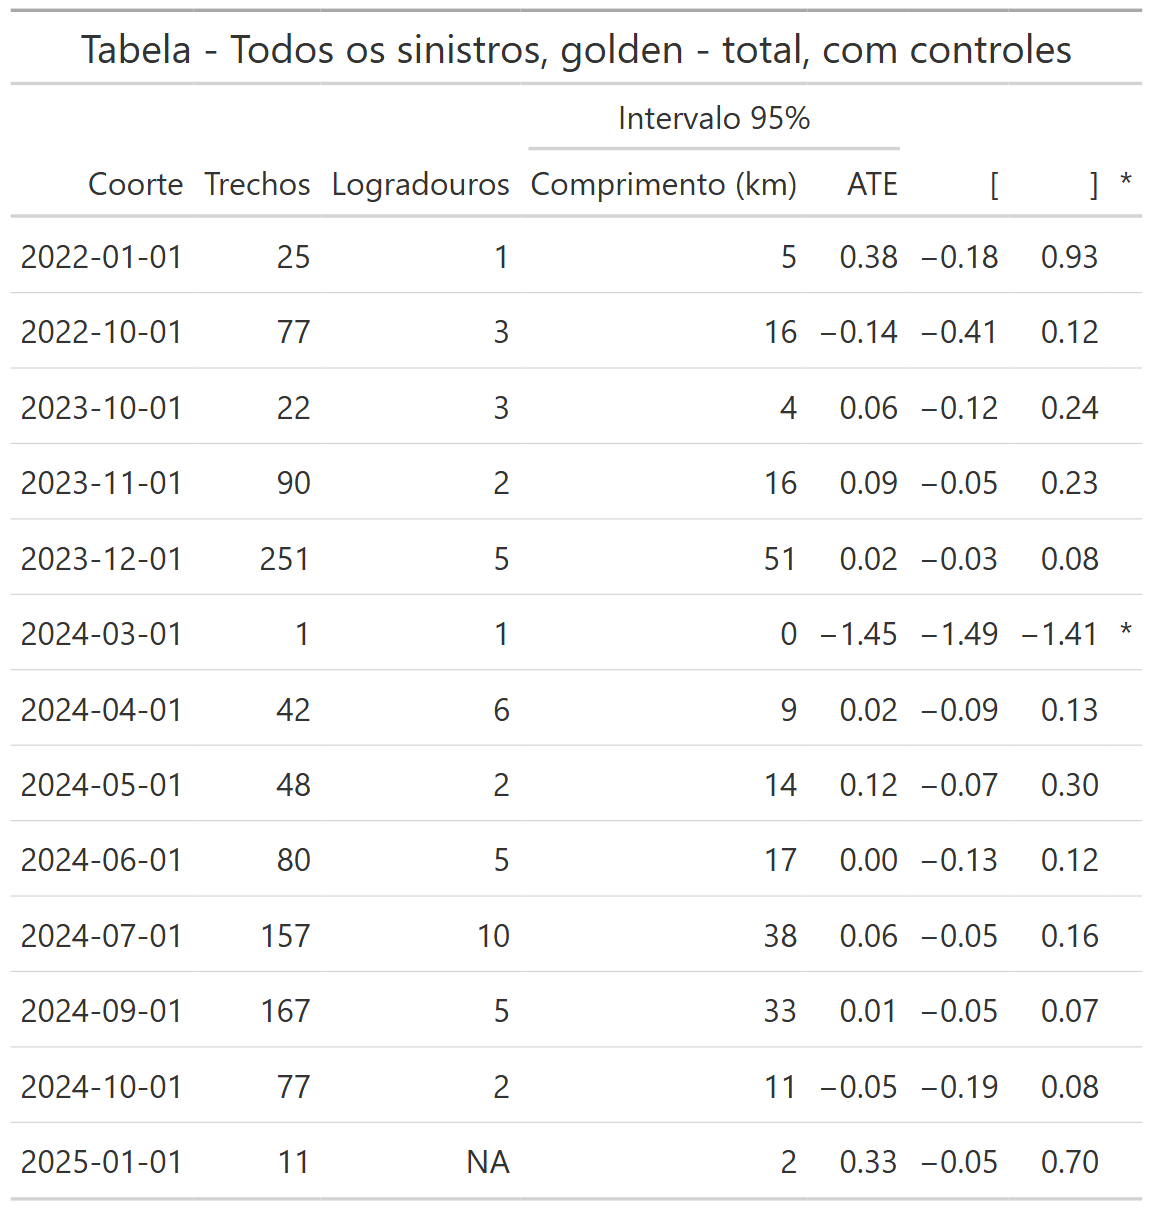 Tabela - Todos os sinistros, golden - total, com controles
Intervalo 95%
Coorte Trechos Logradouros Comprimento (km) ATE [ ] *
2022-01-01 25 1 5 0.38 −0.18 0.93
2022-10-01 77 3 16 −0.14 −0.41 0.12
2023-10-01 22 3 4 0.06 −0.12 0.24
2023-11-01 90 2 16 0.09 −0.05 0.23
2023-12-01 251 5 51 0.02 −0.03 0.08
2024-03-01 1 1 0 −1.45 −1.49 −1.41 *
2024-04-01 42 6 9 0.02 −0.09 0.13
2024-05-01 48 2 14 0.12 −0.07 0.30
2024-06-01 80 5 17 0.00 −0.13 0.12
2024-07-01 157 10 38 0.06 −0.05 0.16
2024-09-01 167 5 33 0.01 −0.05 0.07
2024-10-01 77 2 11 −0.05 −0.19 0.08
2025-01-01 11 NA 2 0.33 −0.05 0.70